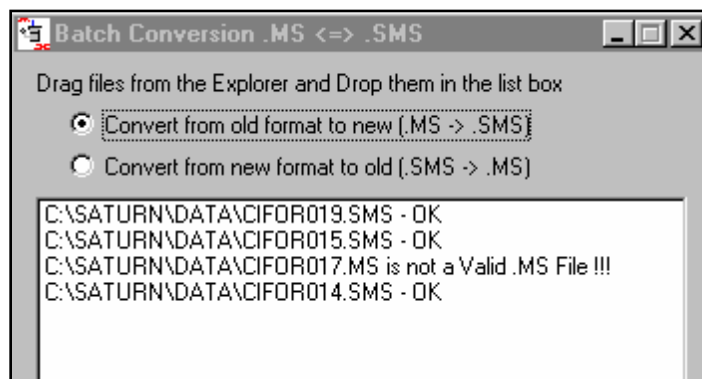 Batch Conversion .MS <=> .SMS
Drag files from the Explorer and Drop them in the list box
Convert from old format to new (.MS -> .SMS)
Convert from new format to old (.SMS -> .MS)
C:\SATURN\DATA\CIFOR019.SMS - OK
C:\SATURN\DATA\CIFOR015.SMS - OK
C:\SATURN\DATA\CIFOR017.MS is not a Valid .MS File !!!
C:\SATURN\DATA\CIFOR014.SMS - OK